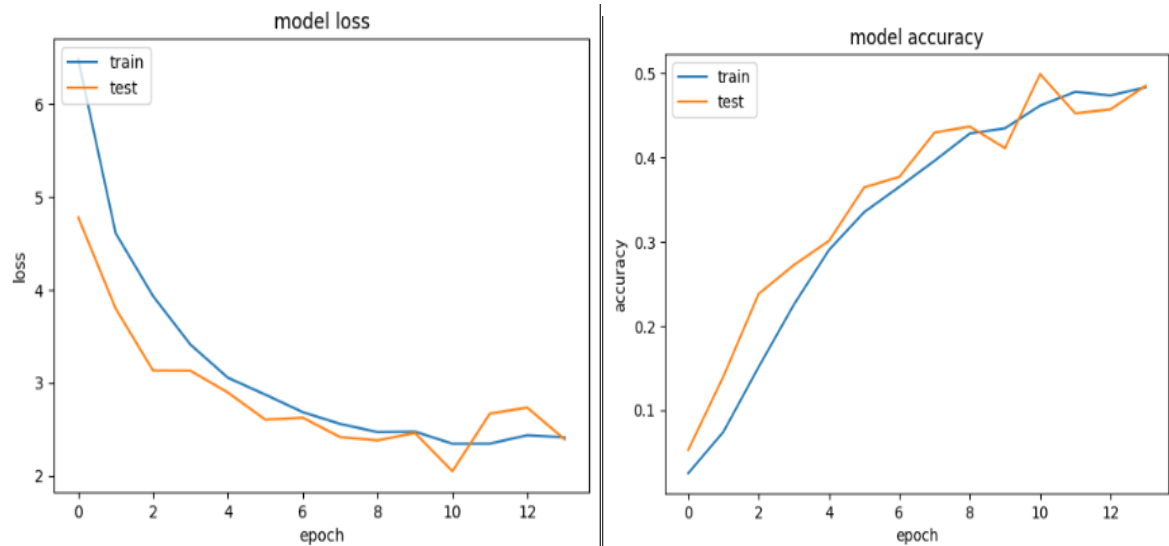 model loss
train
test
6
5
4
3
2
loss
0 2 4 6 8 10 12
epoch
model accuracy
train
test
0.5
0.4
0.3
0.2
0.1
accuracy
0 2 4 6 8 10 12
epoch